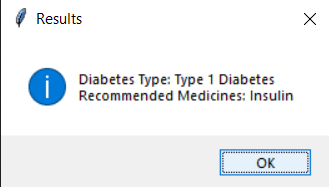 Results
Diabetes Type: Type 1 Diabetes
Recommended Medicines: Insulin
OK